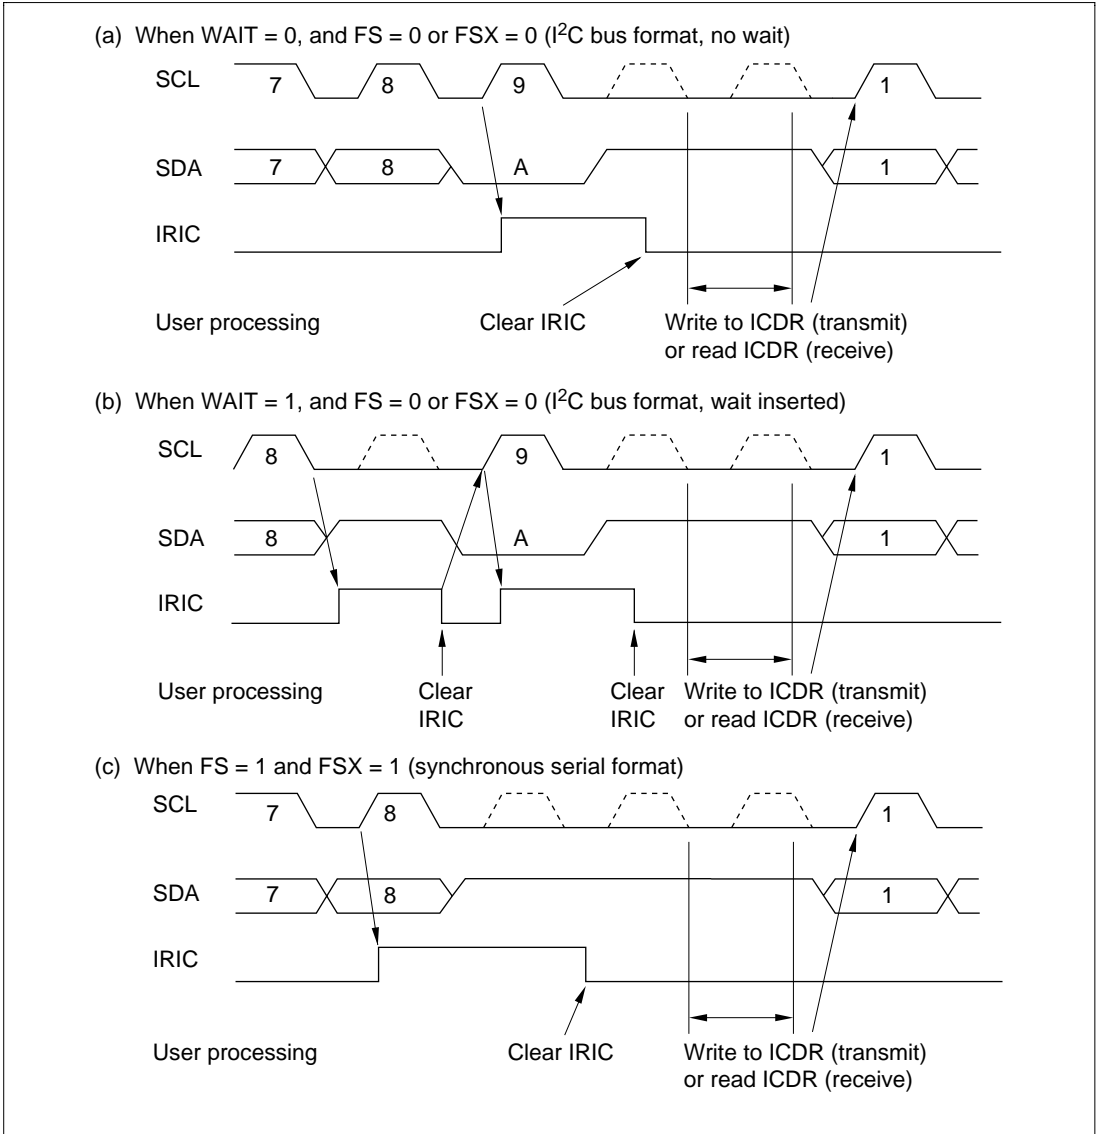 (a) When WAIT = 0, and FS = 0 or FSX = 0 (I²C bus format, no wait)
SCL 7 8 9 1
SDA 7 8 A 1
IRIC
User processing Clear IRIC Write to ICDR (transmit)
or read ICDR (receive)
(b) When WAIT = 1, and FS = 0 or FSX = 0 (I²C bus format, wait inserted)
SCL 8 9 1
SDA 8 A 1
IRIC
User processing Clear Clear Write to ICDR (transmit)
IRIC IRIC or read ICDR (receive)
(c) When FS = 1 and FSX = 1 (synchronous serial format)
SCL 7 8 1
SDA 7 8 1
IRIC
User processing Clear IRIC Write to ICDR (transmit)
or read ICDR (receive)